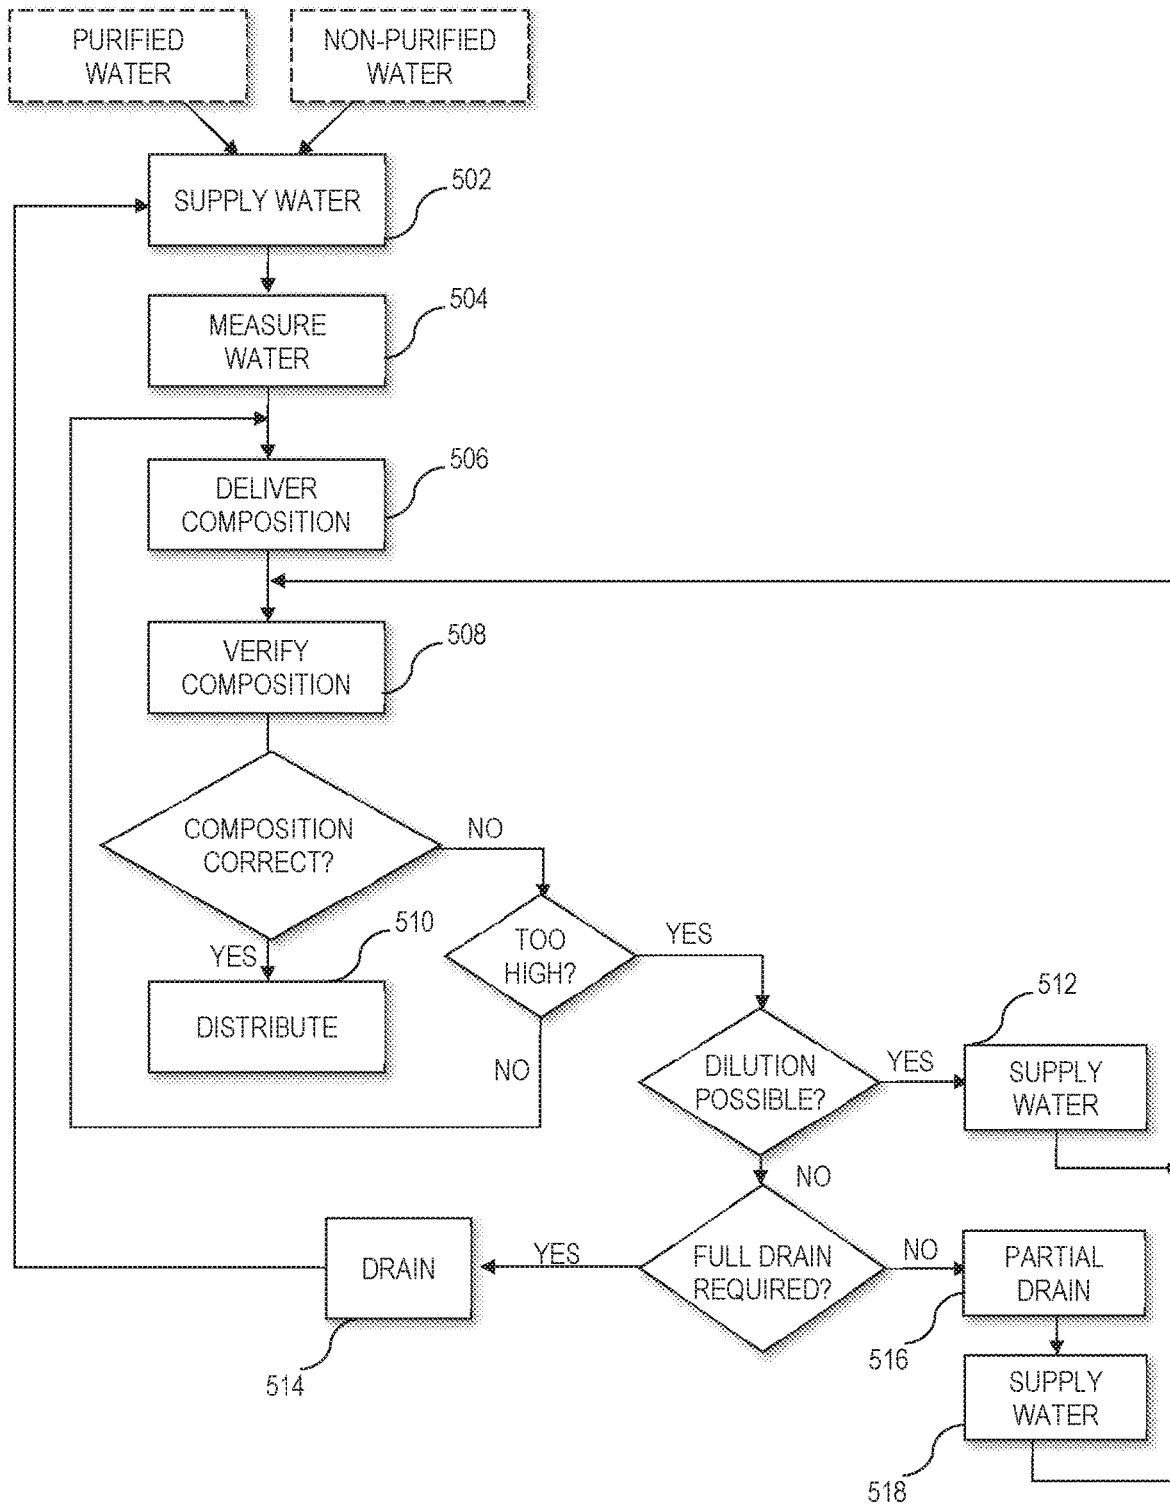 PURIFIED
WATER
NON-PURIFIED
WATER
SUPPLY WATER
502
MEASURE
WATER
504
DELIVER
COMPOSITION
506
VERIFY
COMPOSITION
508
COMPOSITION
CORRECT?
NO
YES
510
DISTRIBUTE
TOO
HIGH?
YES
NO
DILUTION
POSSIBLE?
YES
512
SUPPLY
WATER
NO
FULL DRAIN
REQUIRED?
YES
DRAIN
514
NO
PARTIAL
DRAIN
516
SUPPLY
WATER
518